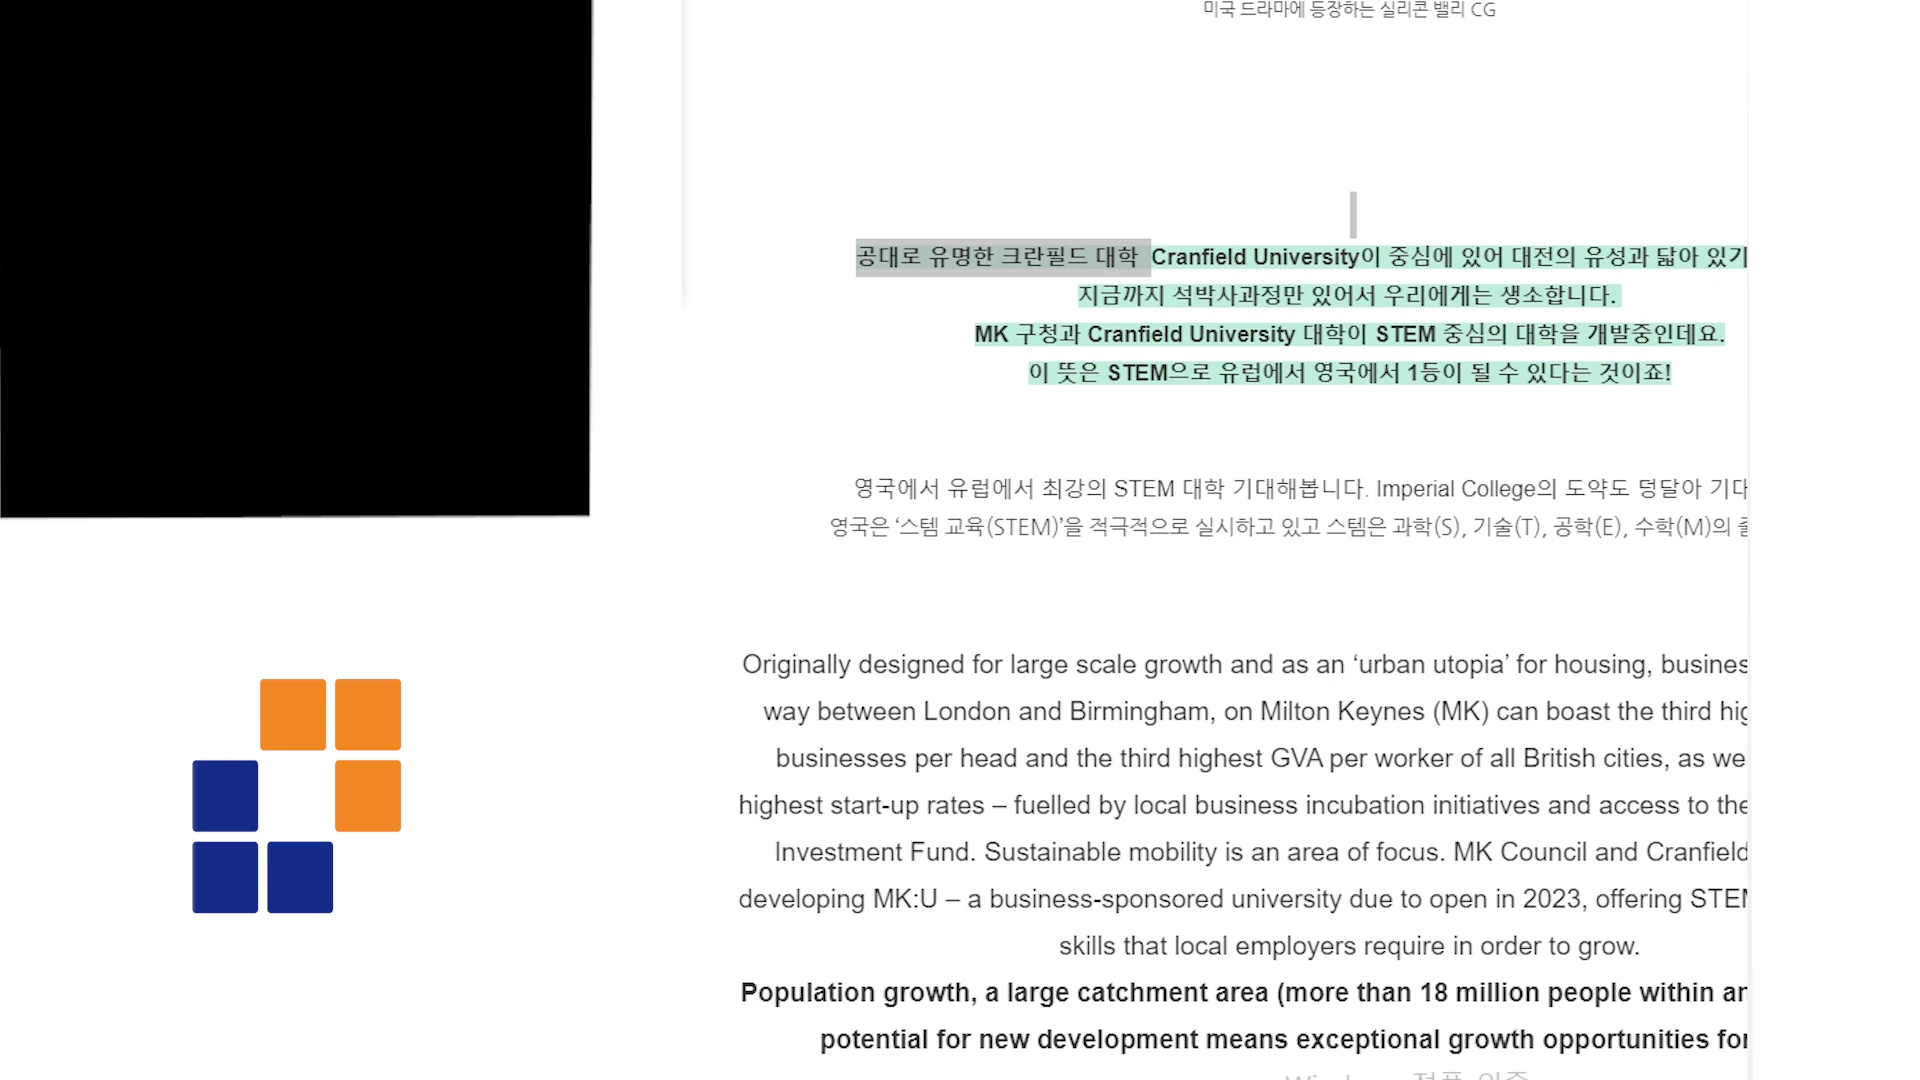 미국 드라마에 등장하는 실리콘 밸리 CG
공대로 유명한 크란필드 대학 Cranfield University이 중심에 있어 대전의 유성과 닮아 있기
지금까지 석박사과정만 있어서 우리에게는 생소합니다.
MK 구청과 Cranfield University 대학이 STEM 중심의 대학을 개발중인데요.
이 뜻은 STEM으로 유럽에서 영국에서 1등이 될 수 있다는 것이죠!
영국에서 유럽에서 최강의 STEM 대학 기대해봅니다. Imperial College의 도약도 덩달아 기대
영국은 ‘스템 교육(STEM)’을 적극적으로 실시하고 있고 스템은 과학(S), 기술(T), 공학(E), 수학(M)의
Originally designed for large scale growth and as an ‘urban utopia’ for housing, busines
way between London and Birmingham, on Milton Keynes (MK) can boast the third hig
businesses per head and the third highest GVA per worker of all British cities, as we
highest start-up rates – fuelled by local business incubation initiatives and access to the
Investment Fund. Sustainable mobility is an area of focus. MK Council and Cranfield
developing MK:U – a business-sponsored university due to open in 2023, offering STEM
skills that local employers require in order to grow.
Population growth, a large catchment area (more than 18 million people within an
potential for new development means exceptional growth opportunities for